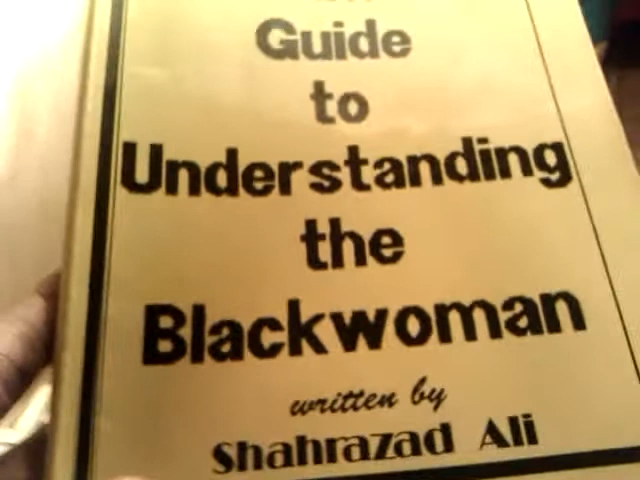 Guide
to
Understanding
the
Blackwoman
written by
Shahrazad Ali